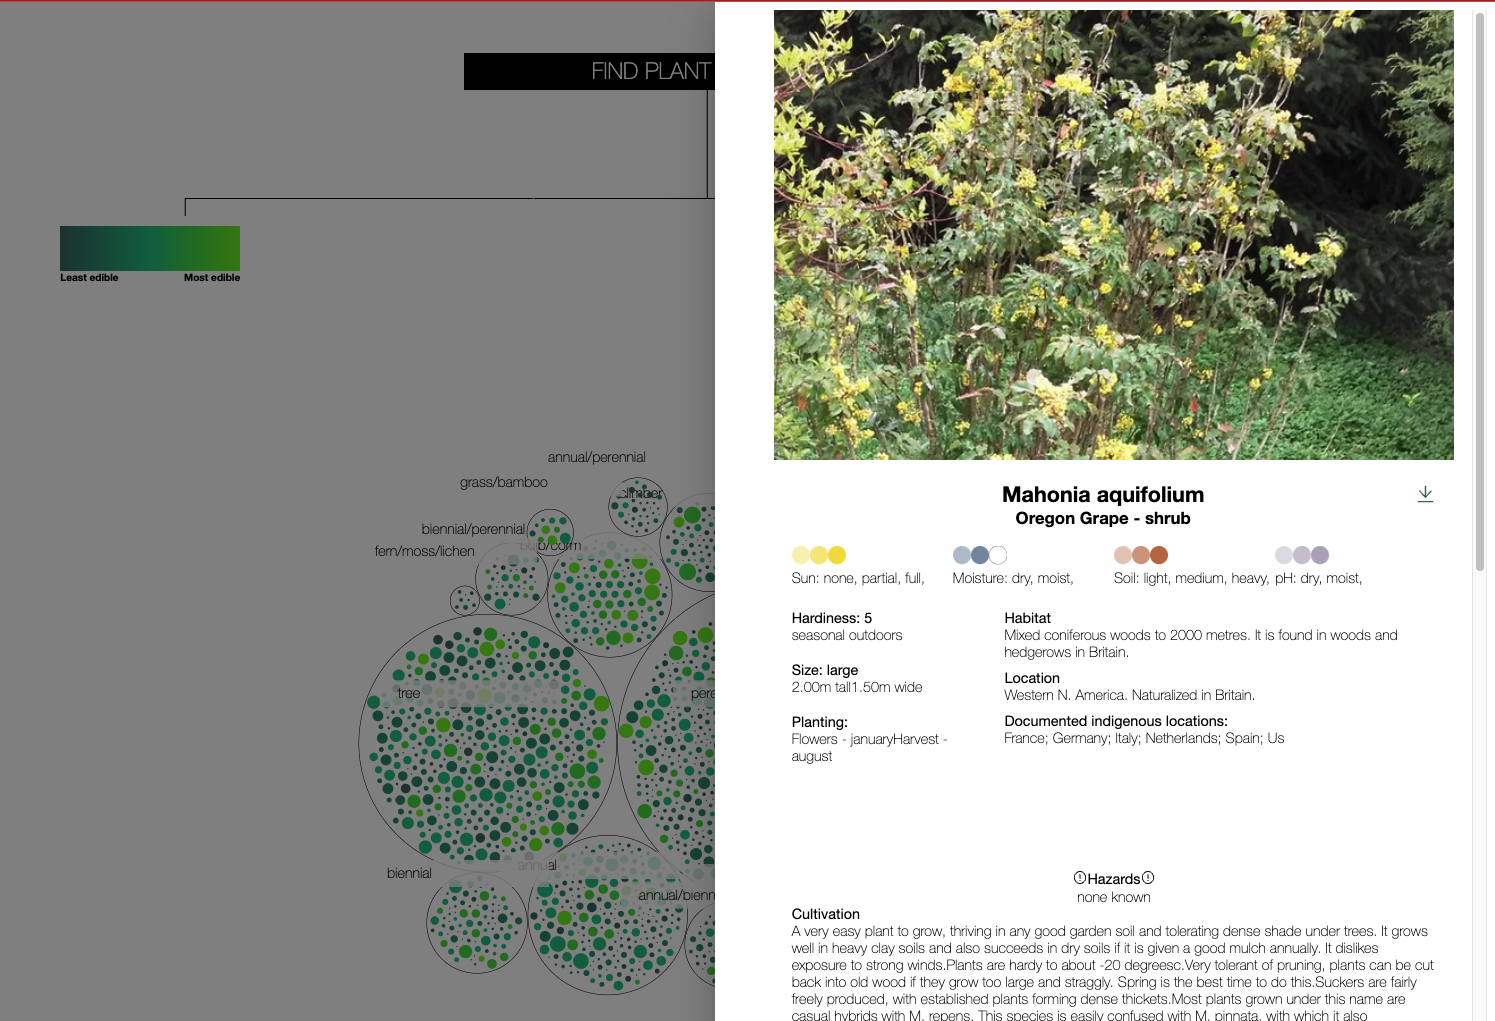 FIND PLANT
Least edible
Most edible
annual/perennial
grass/bamboo
climber
biennial/perennial
bulb/corm
fern/moss/lichen
tree
pere
biennial
annual
annual/bienn
Mahonia aquifolium
Oregon Grape - shrub
Sun: none, partial, full,
Moisture: dry, moist,
Soil: light, medium, heavy,
pH: dry, moist,
Hardiness: 5
seasonal outdoors
Size: large
2.00m tall1.50m wide
Planting:
Flowers - januaryHarvest -
august
Habitat
Mixed coniferous woods to 2000 metres. It is found in woods and
hedgerows in Britain.
Location
Western N. America. Naturalized in Britain.
Documented indigenous locations:
France; Germany; Italy; Netherlands; Spain; Us
Hazards
none known
Cultivation
A very easy plant to grow, thriving in any good garden soil and tolerating dense shade under trees. It grows
well in heavy clay soils and also succeeds in dry soils if it is given a good mulch annually. It dislikes
exposure to strong winds.Plants are hardy to about -20 degreesc.Very tolerant of pruning, plants can be cut
back into old wood if they grow too large and straggly. Spring is the best time to do this.Suckers are fairly
freely produced, with established plants forming dense thickets.Most plants grown under this name are
casual hybrids with M. repens. This species is easily confused with M. pinnata, with which it also